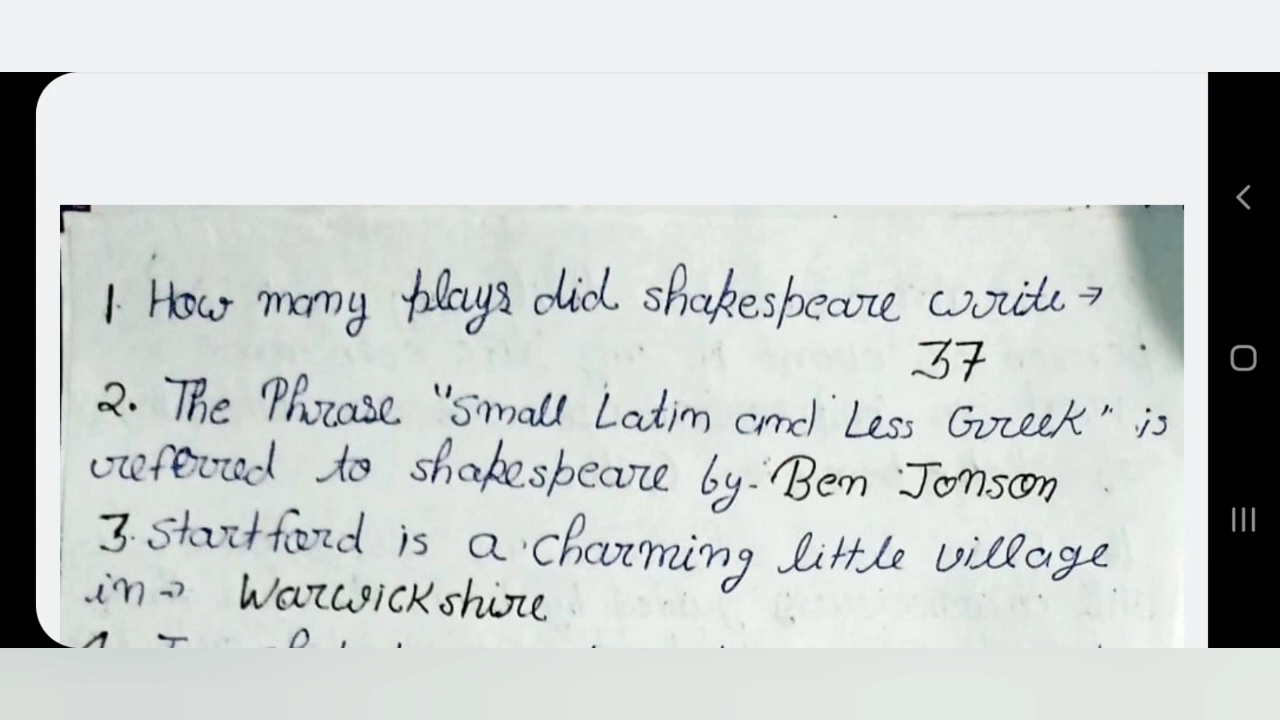 1. How many plays did shakespeare write →
37
2. The Phrase "Small Latin and Less Greek" is
referred to shakespeare by- Ben Jonson
3. Startford is a charming little village
in → Warwickshire